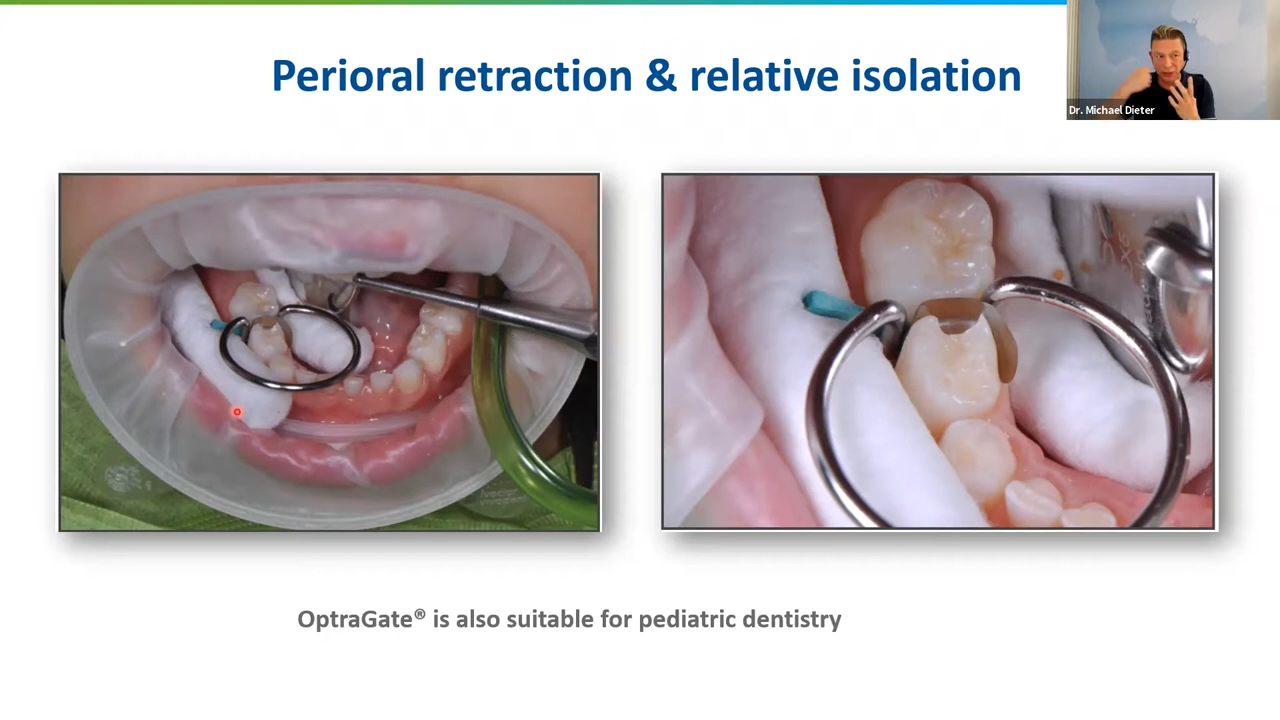 Perioral retraction & relative isolation
Dr. Michael Dieter
OptraGate® is also suitable for pediatric dentistry